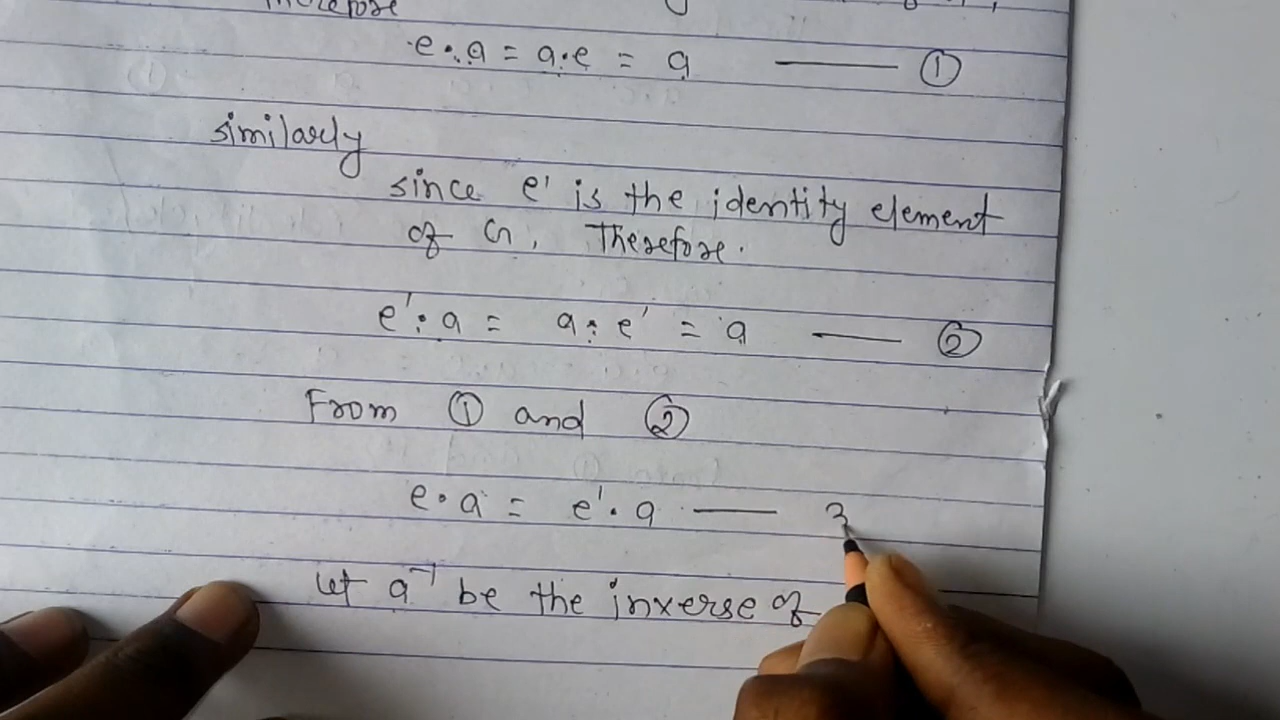 Therefore
e·a = a·e = a —— ①
similarly
since e' is the identity element
of G, Therefore.
e'·a = a·e' = a —— ②
From ① and ②
e·a = e'·a —— 3
Let a⁻¹ be the inverse of